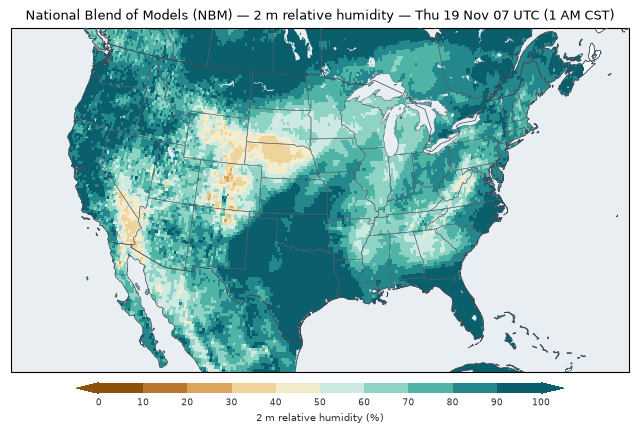 National Blend of Models (NBM) — 2 m relative humidity — Thu 19 Nov 07 UTC (1 AM CST)
0 10 20 30 40 50 60 70 80 90 100
2 m relative humidity (%)